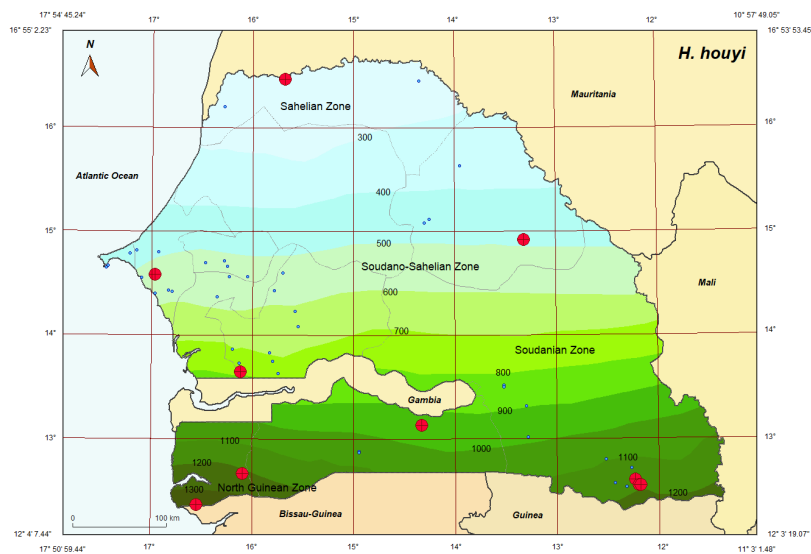 17 54' 45.24" 17° 16° 15° 14° 13° 12° 10° 57' 49.05"
16° 55' 2.23" 16° 53' 53.45
N
H. houyi
Mauritania
Sahelian Zone
16° 16°
300
Atlantic Ocean
400
15° 15°
500
Soudano-Sahelian Zone
Mali
600
14° 14°
700
Soudanian Zone
800
Gambia
900
13° 13°
1100
1000
1100
1200
1200
North Guinean Zone
1300
Bissau-Guinea
Guinea
0 100 km
12° 4' 7.44" 12° 3' 19.07"
17° 50' 59.44" 17° 16° 15° 14° 13° 12° 11° 3' 1.48"